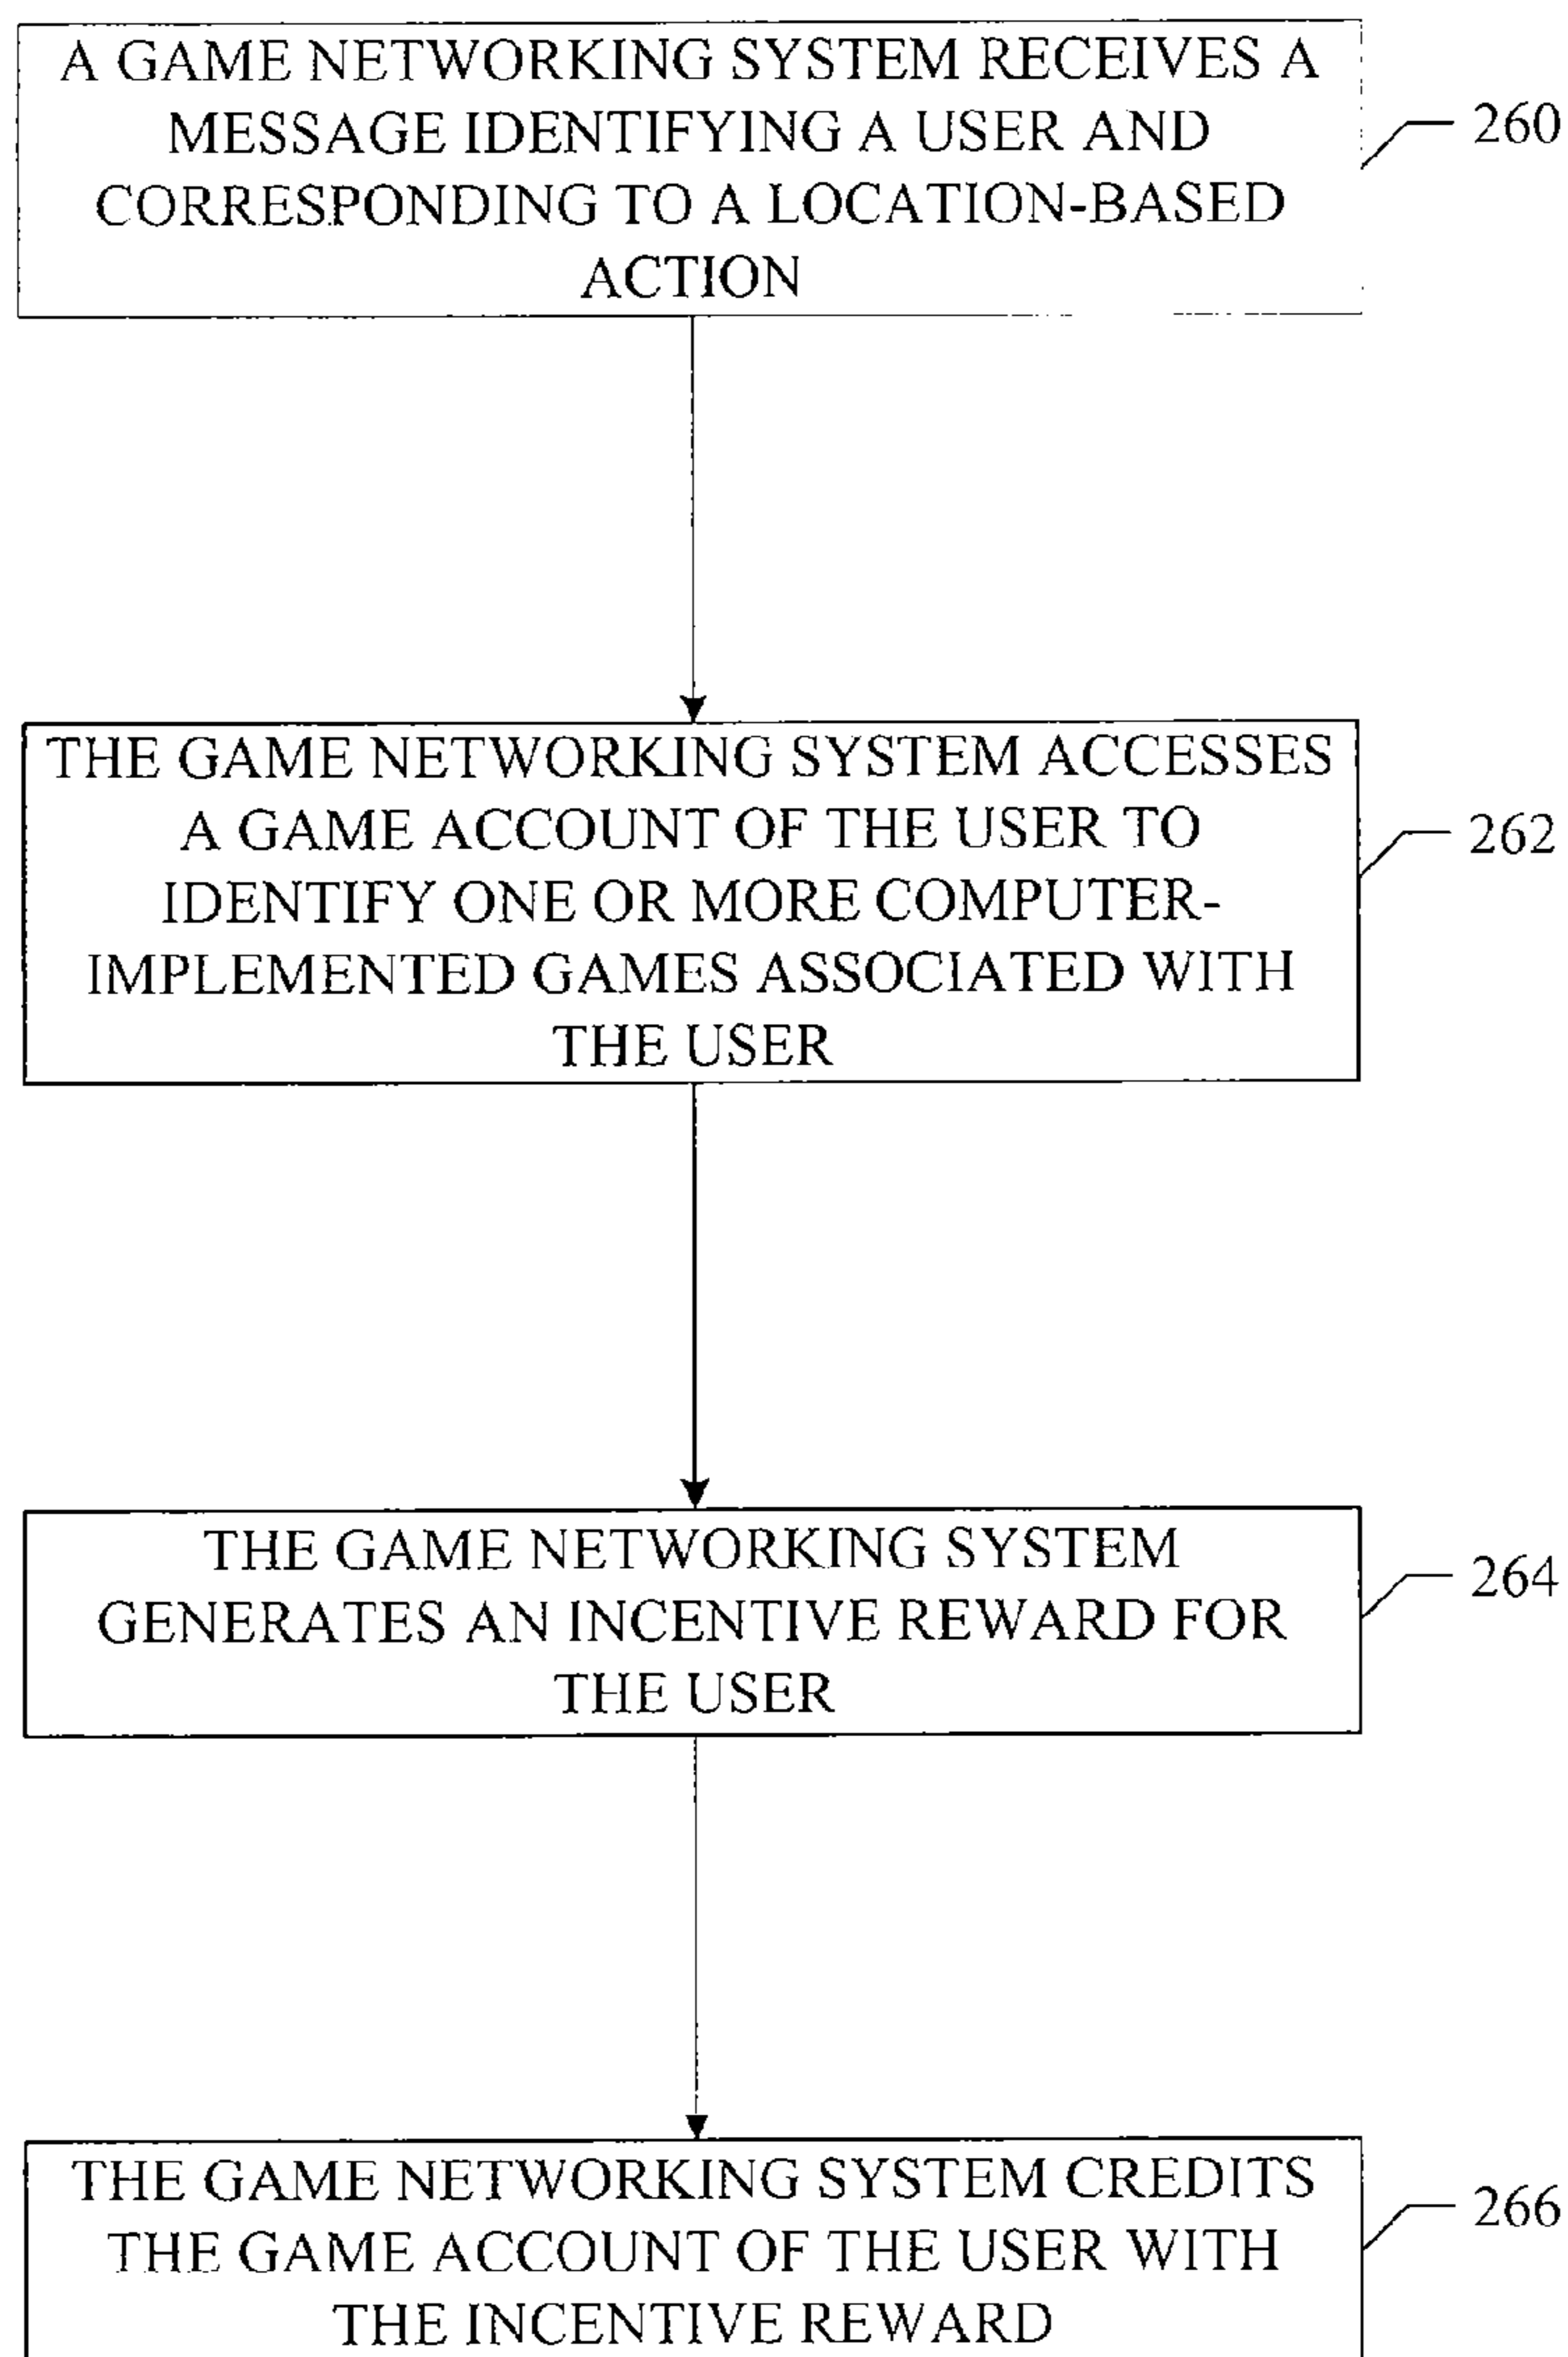 A GAME NETWORKING SYSTEM RECEIVES A
MESSAGE IDENTIFYING A USER AND
CORRESPONDING TO A LOCATION-BASED
ACTION
260
THE GAME NETWORKING SYSTEM ACCESSES
A GAME ACCOUNT OF THE USER TO
IDENTIFY ONE OR MORE COMPUTER-
IMPLEMENTED GAMES ASSOCIATED WITH
THE USER
262
THE GAME NETWORKING SYSTEM
GENERATES AN INCENTIVE REWARD FOR
THE USER
264
THE GAME NETWORKING SYSTEM CREDITS
THE GAME ACCOUNT OF THE USER WITH
THE INCENTIVE REWARD
266